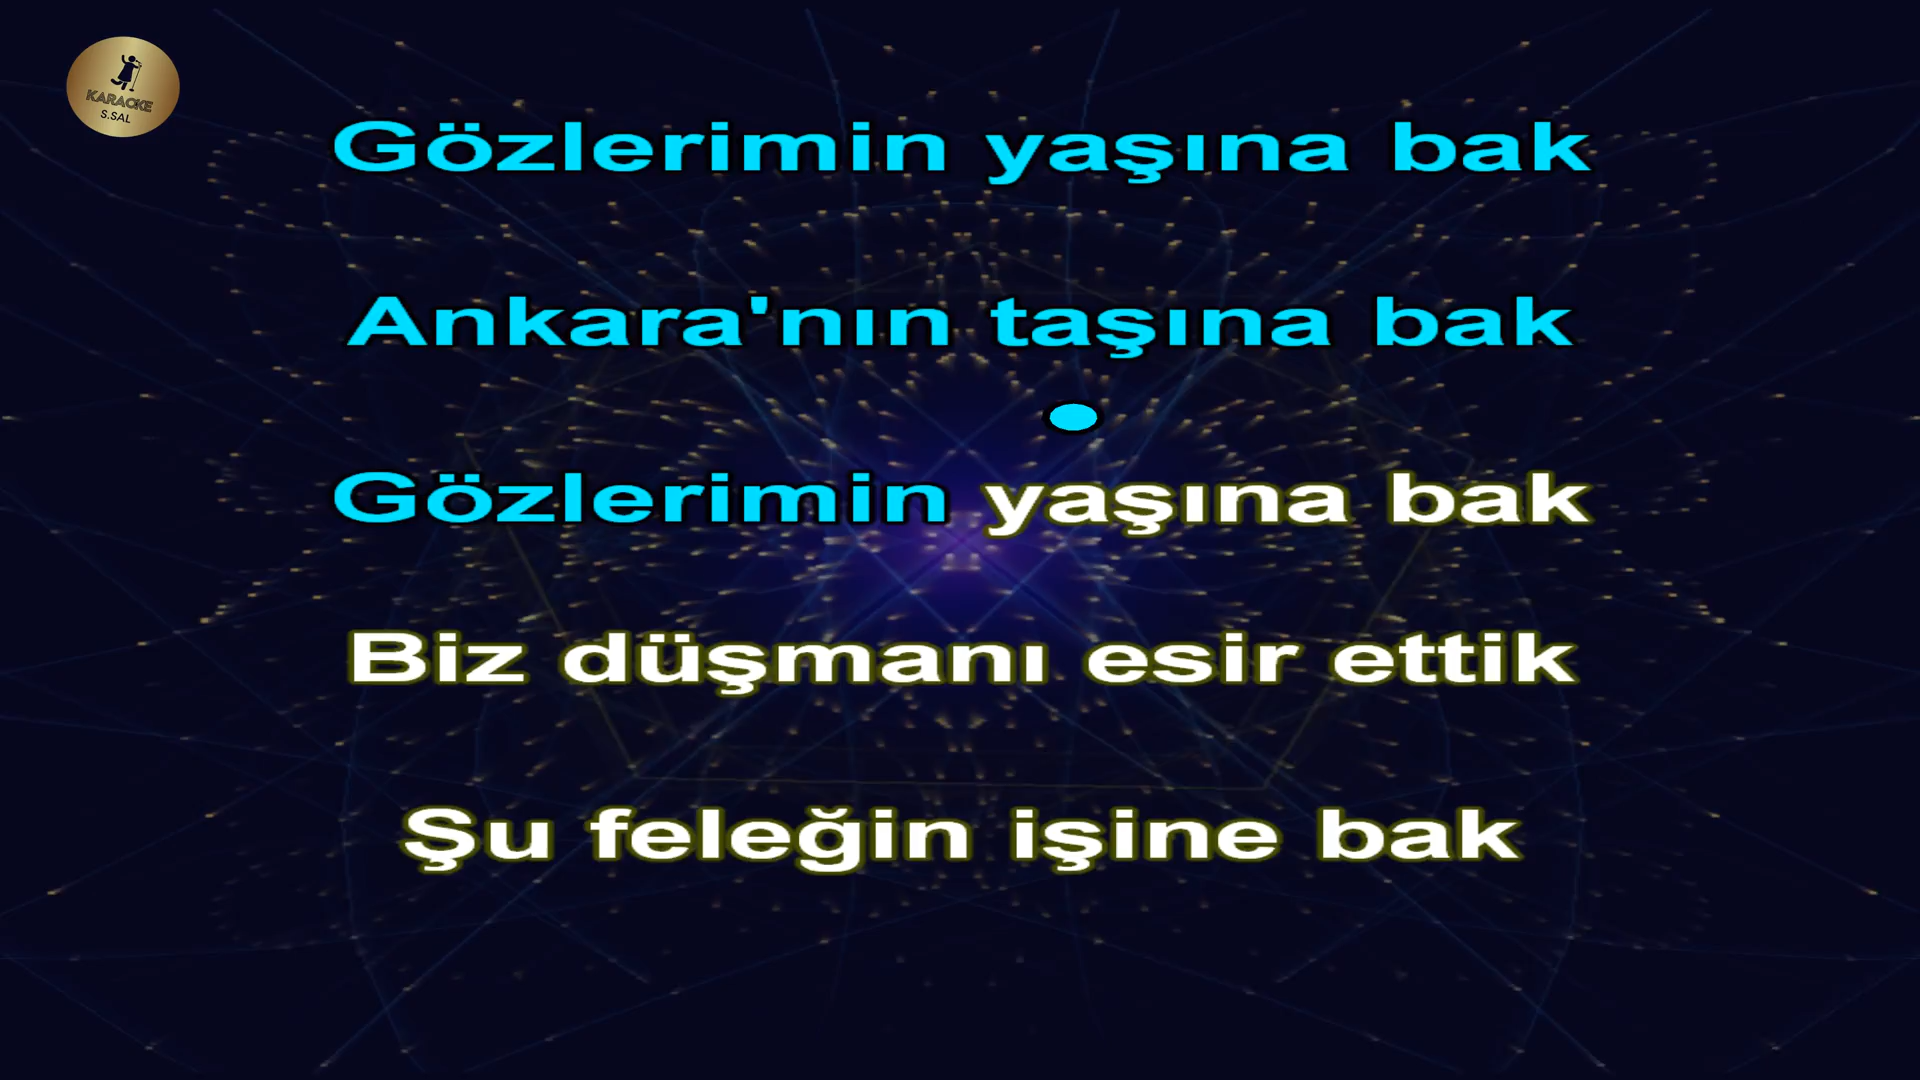 KARAOKE
S.SAL
Gözlerimin yaşına bak
Ankara'nın taşına bak
Gözlerimin yaşına bak
Biz düşmanı esir ettik
Şu feleğin işine bak